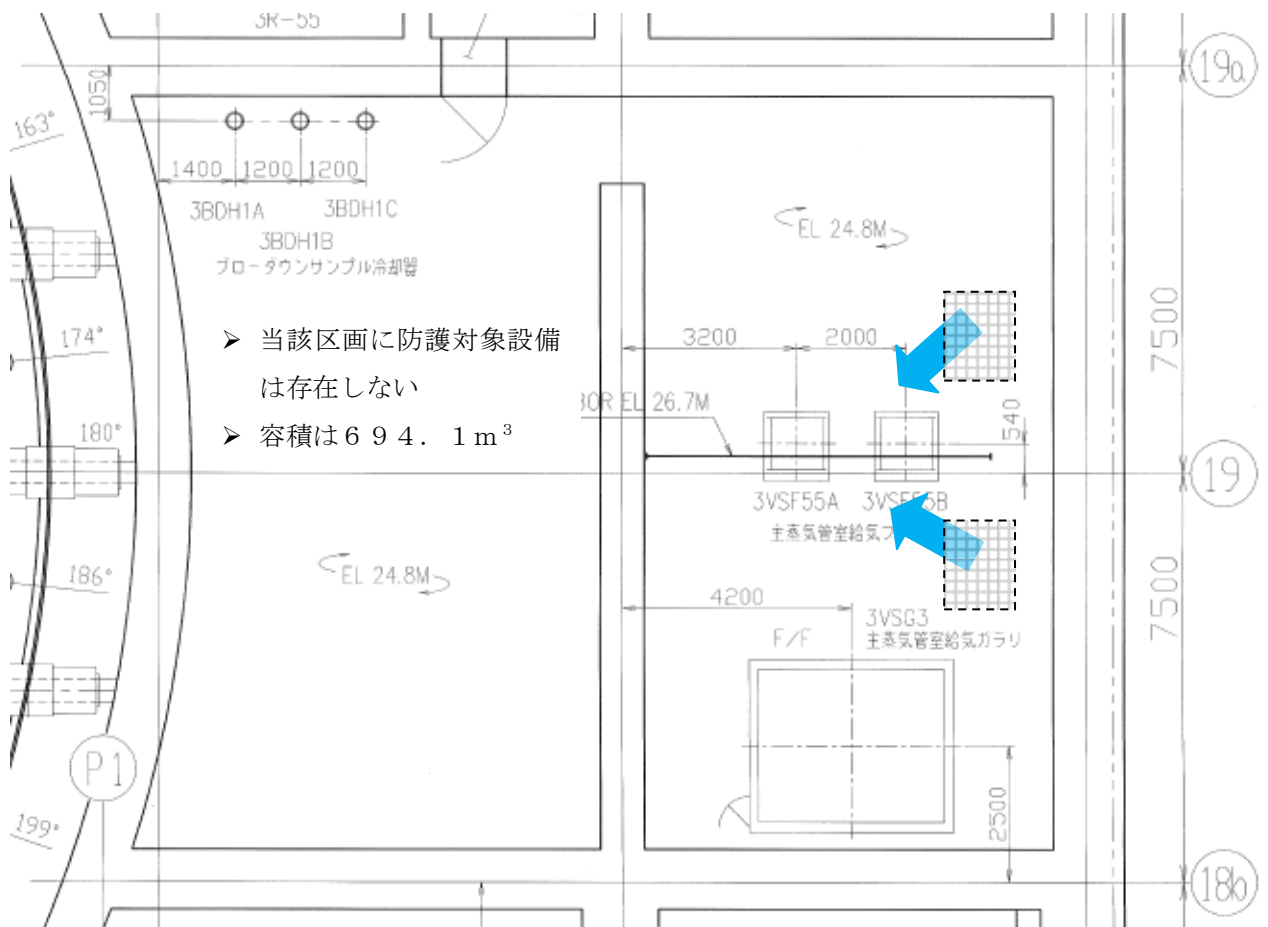 3R-55
19a
1050
163°
1400 1200 1200
3BDH1A 3BDH1C
3BDH1B
ブローダウンサンプル冷却器
EL 24.8M
➢ 当該区画に防護対象設備
は存在しない
➢ 容積は694.1m³
174°
3200 2000
7500
EL 26.7M
540
180°
19
3VSF55A 3VSF55B
主蒸気管室給気フ
186°
EL 24.8M
4200
7500
3VSG3
主蒸気管室給気ガラリ
F/F
P1
2500
199°
18b